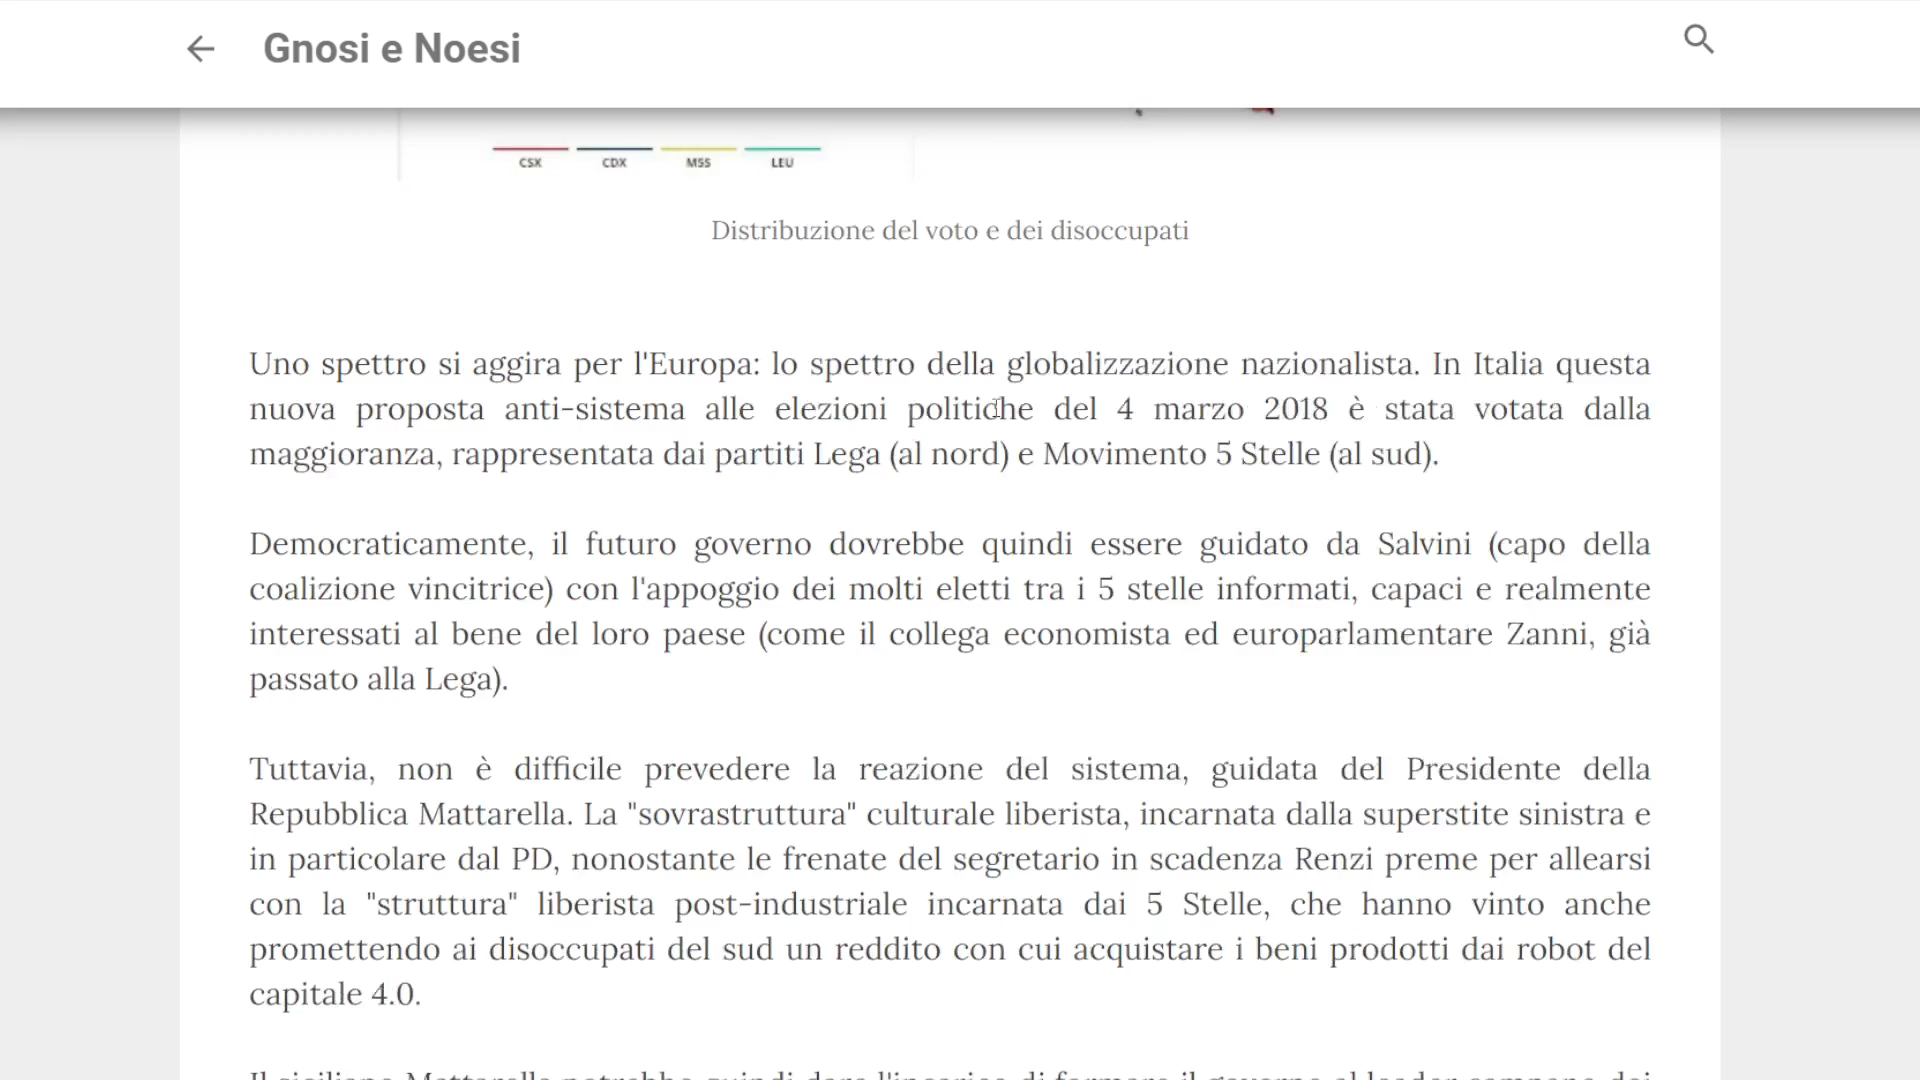 Gnosi e Noesi
CSX CDX M5S LEU
Distribuzione del voto e dei disoccupati
Uno spettro si aggira per l'Europa: lo spettro della globalizzazione nazionalista. In Italia questa
nuova proposta anti-sistema alle elezioni politiche del 4 marzo 2018 è stata votata dalla
maggioranza, rappresentata dai partiti Lega (al nord) e Movimento 5 Stelle (al sud).
Democraticamente, il futuro governo dovrebbe quindi essere guidato da Salvini (capo della
coalizione vincitrice) con l'appoggio dei molti eletti tra i 5 stelle informati, capaci e realmente
interessati al bene del loro paese (come il collega economista ed europarlamentare Zanni, già
passato alla Lega).
Tuttavia, non è difficile prevedere la reazione del sistema, guidata del Presidente della
Repubblica Mattarella. La "sovrastruttura" culturale liberista, incarnata dalla superstite sinistra e
in particolare dal PD, nonostante le frenate del segretario in scadenza Renzi preme per allearsi
con la "struttura" liberista post-industriale incarnata dai 5 Stelle, che hanno vinto anche
promettendo ai disoccupati del sud un reddito con cui acquistare i beni prodotti dai robot del
capitale 4.0.